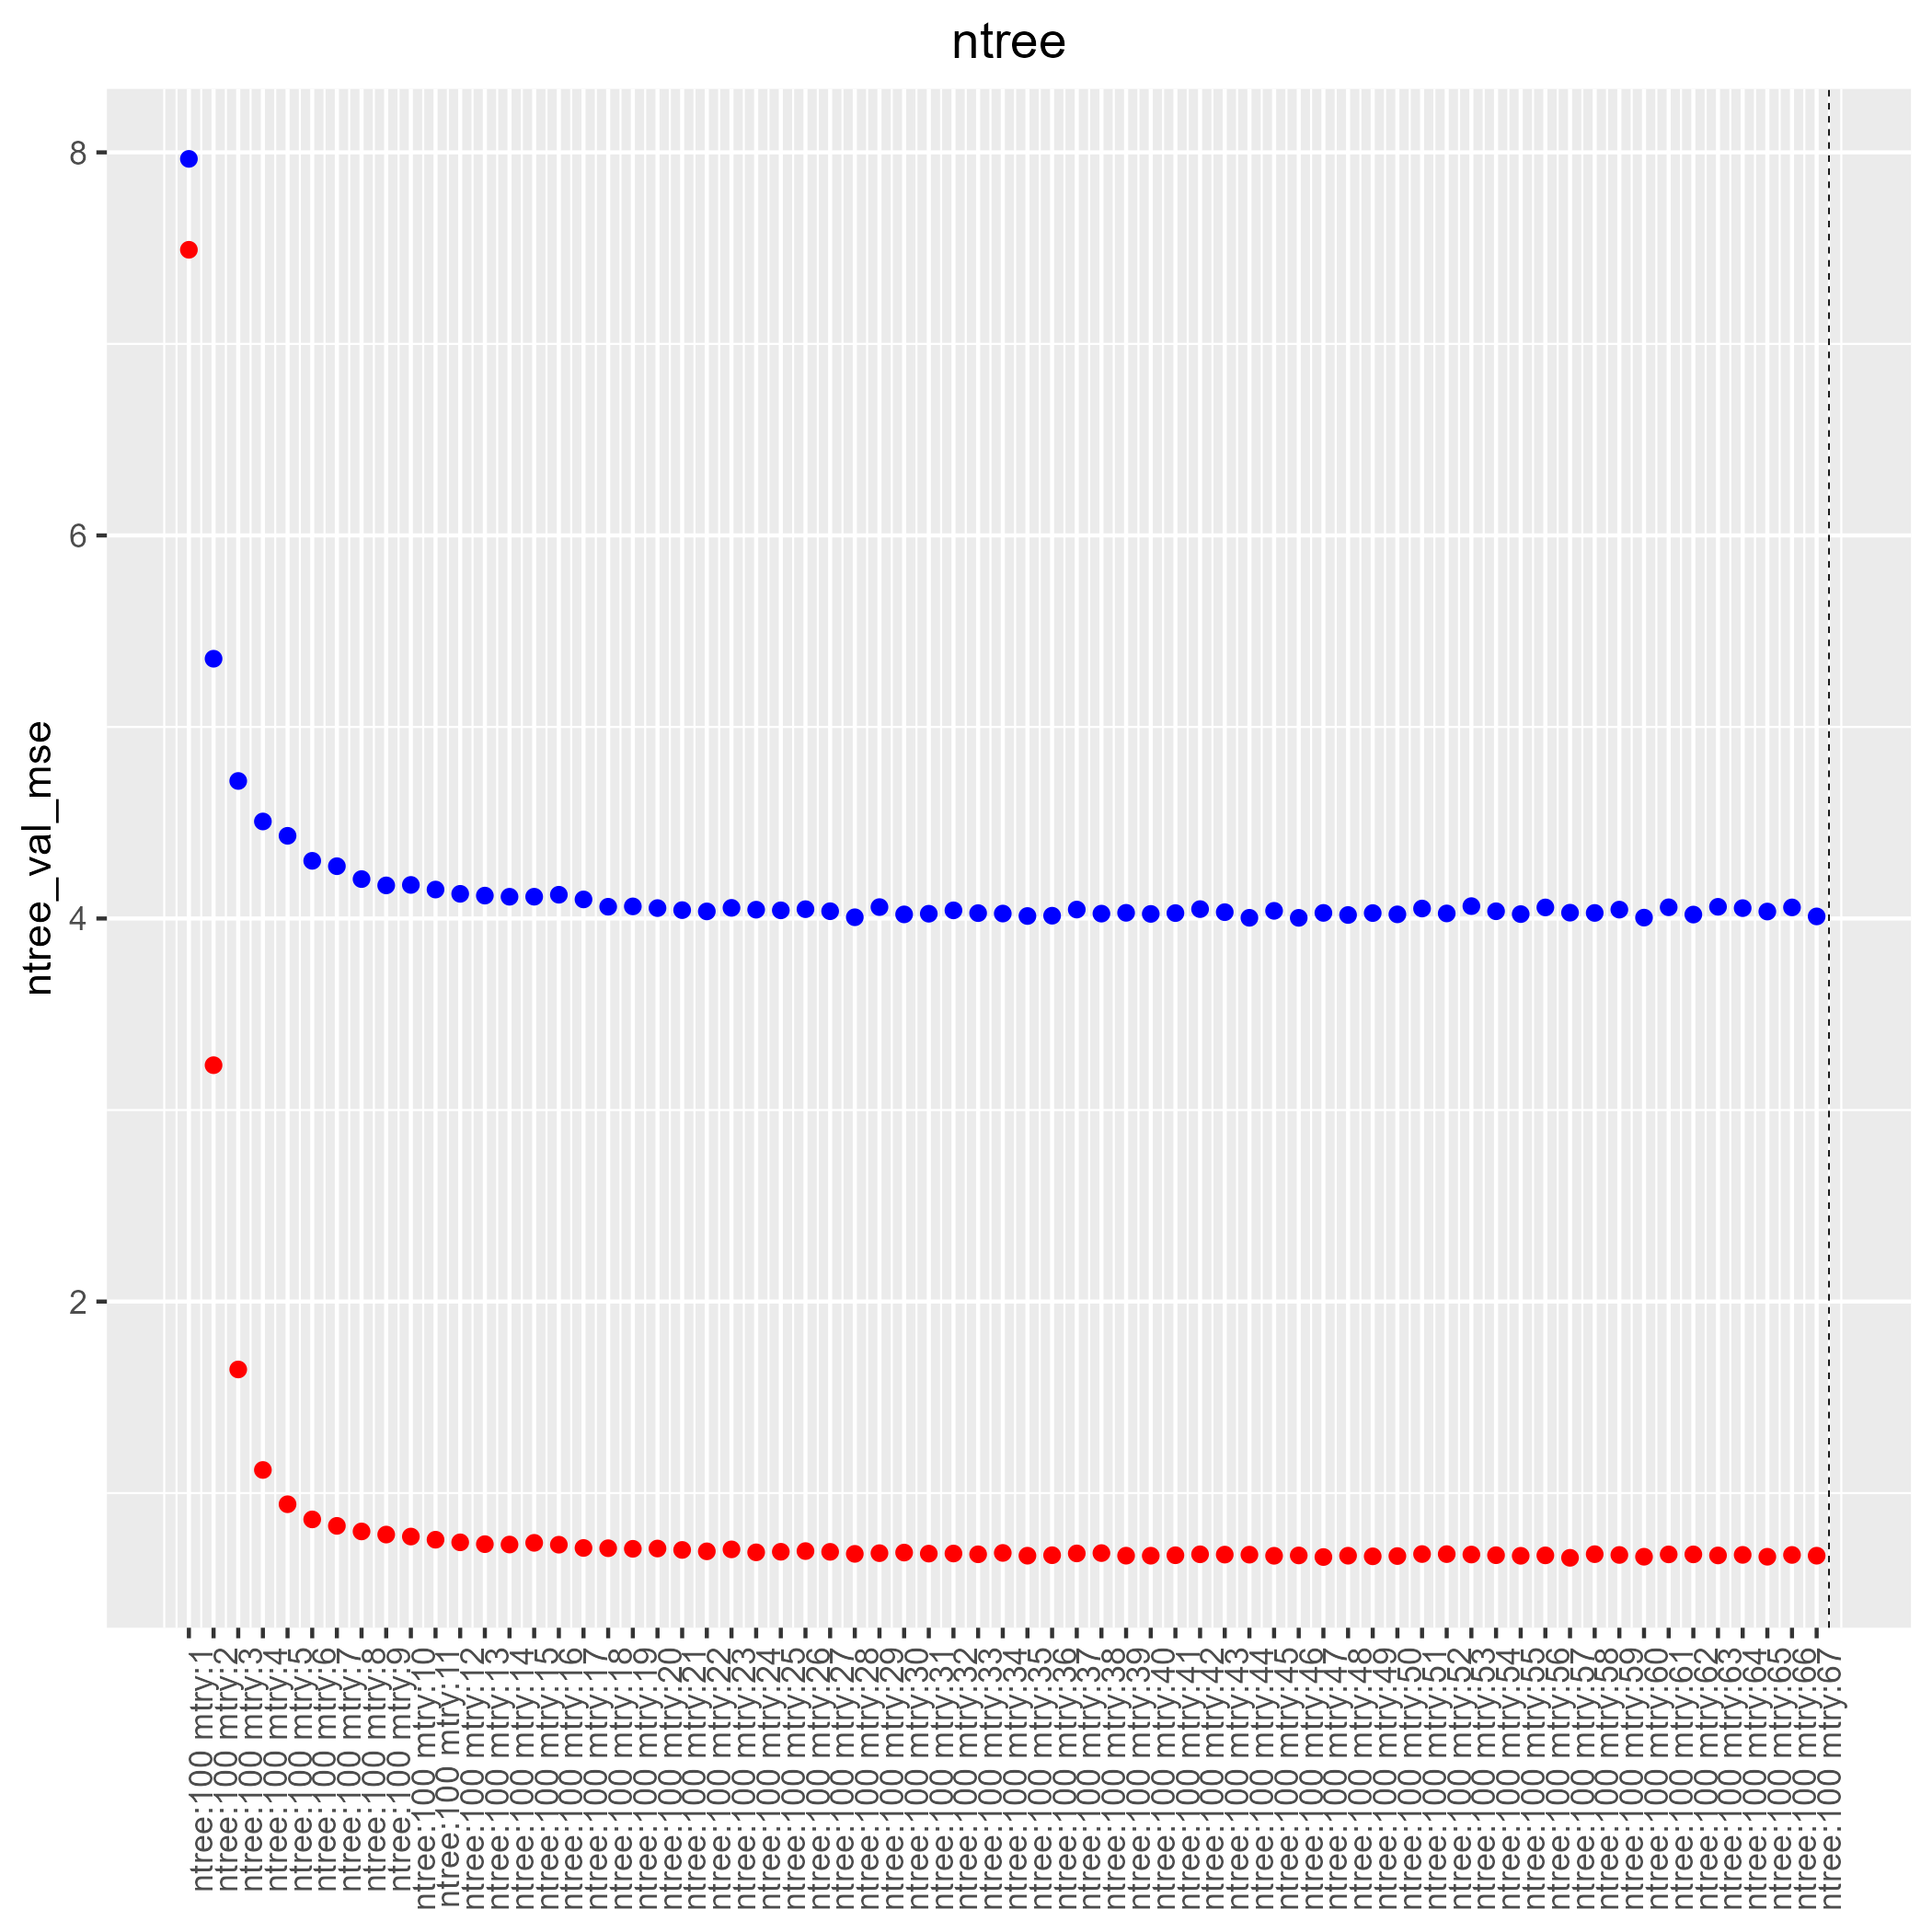 ntree
ntree_val_mse
8
6
4
2
ntree:100 mtry:1
ntree:100 mtry:2
ntree:100 mtry:3
ntree:100 mtry:4
ntree:100 mtry:5
ntree:100 mtry:6
ntree:100 mtry:7
ntree:100 mtry:8
ntree:100 mtry:9
ntree:100 mtry:10
ntree:100 mtry:11
ntree:100 mtry:12
ntree:100 mtry:13
ntree:100 mtry:14
ntree:100 mtry:15
ntree:100 mtry:16
ntree:100 mtry:17
ntree:100 mtry:18
ntree:100 mtry:19
ntree:100 mtry:20
ntree:100 mtry:21
ntree:100 mtry:22
ntree:100 mtry:23
ntree:100 mtry:24
ntree:100 mtry:25
ntree:100 mtry:26
ntree:100 mtry:27
ntree:100 mtry:28
ntree:100 mtry:29
ntree:100 mtry:30
ntree:100 mtry:31
ntree:100 mtry:32
ntree:100 mtry:33
ntree:100 mtry:34
ntree:100 mtry:35
ntree:100 mtry:36
ntree:100 mtry:37
ntree:100 mtry:38
ntree:100 mtry:39
ntree:100 mtry:40
ntree:100 mtry:41
ntree:100 mtry:42
ntree:100 mtry:43
ntree:100 mtry:44
ntree:100 mtry:45
ntree:100 mtry:46
ntree:100 mtry:47
ntree:100 mtry:48
ntree:100 mtry:49
ntree:100 mtry:50
ntree:100 mtry:51
ntree:100 mtry:52
ntree:100 mtry:53
ntree:100 mtry:54
ntree:100 mtry:55
ntree:100 mtry:56
ntree:100 mtry:57
ntree:100 mtry:58
ntree:100 mtry:59
ntree:100 mtry:60
ntree:100 mtry:61
ntree:100 mtry:62
ntree:100 mtry:63
ntree:100 mtry:64
ntree:100 mtry:65
ntree:100 mtry:66
ntree:100 mtry:67